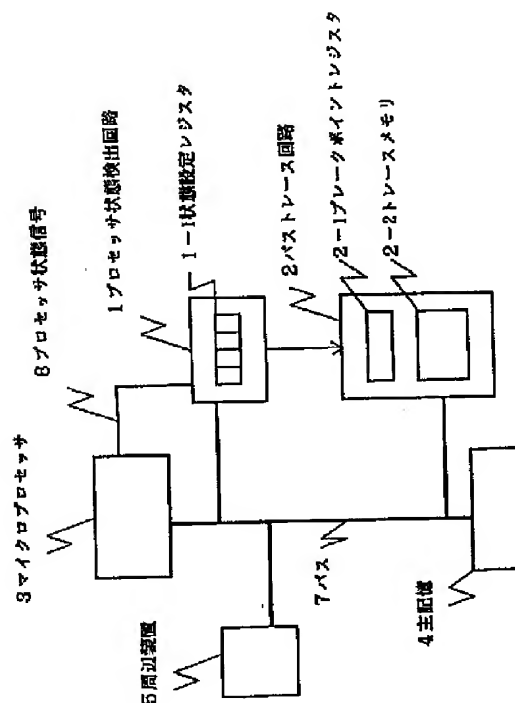 3マイクロプロセッサ
8プロセッサ状態信号
1プロセッサ状態検出回路
1-1状態設定レジスタ
2バストレース回路
2-1ブレークポイントレジスタ
2-2トレースメモリ
5周辺装置
7バス
4主記憶